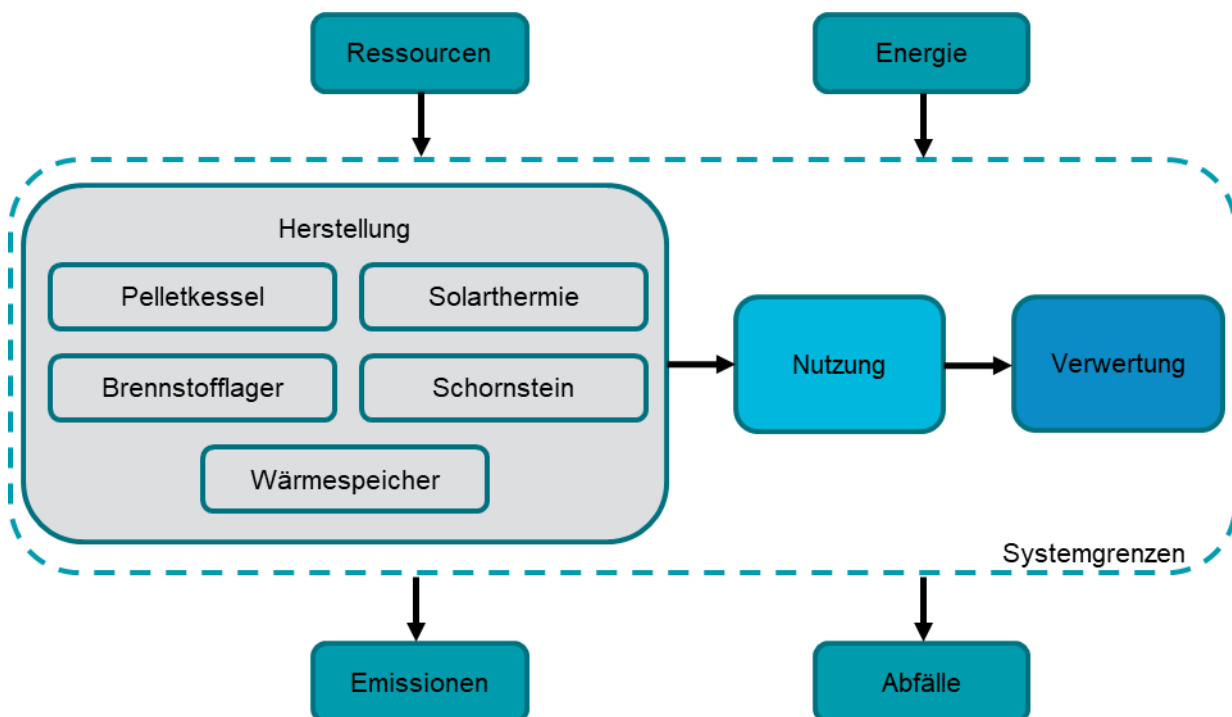 Ressourcen
Energie
Herstellung
Pelletkessel
Solarthermie
Brennstofflager
Schornstein
Wärmespeicher
Nutzung
Verwertung
Systemgrenzen
Emissionen
Abfälle